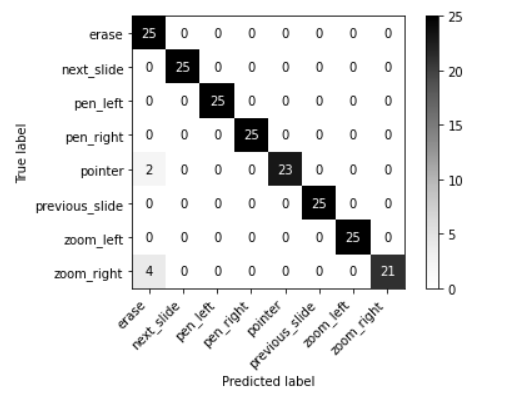 erase 25 0 0 0 0 0 0 0
next_slide 0 25 0 0 0 0 0 0
pen_left 0 0 25 0 0 0 0 0
pen_right 0 0 0 25 0 0 0 0
pointer 2 0 0 0 23 0 0 0
previous_slide 0 0 0 0 0 25 0 0
zoom_left 0 0 0 0 0 0 25 0
zoom_right 4 0 0 0 0 0 0 21
True label
erase
next_slide
pen_left
pen_right
pointer
previous_slide
zoom_left
zoom_right
Predicted label
25
20
15
10
5
0